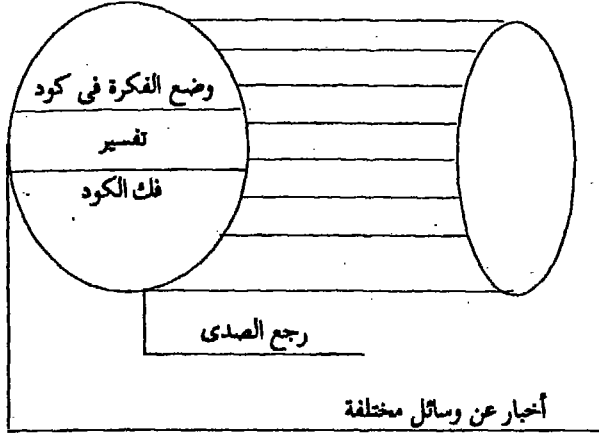 وضع الفكرة فى كود
تفسير
فك الكود
رجع الصدى
أخبار عن وسائل مختلفة